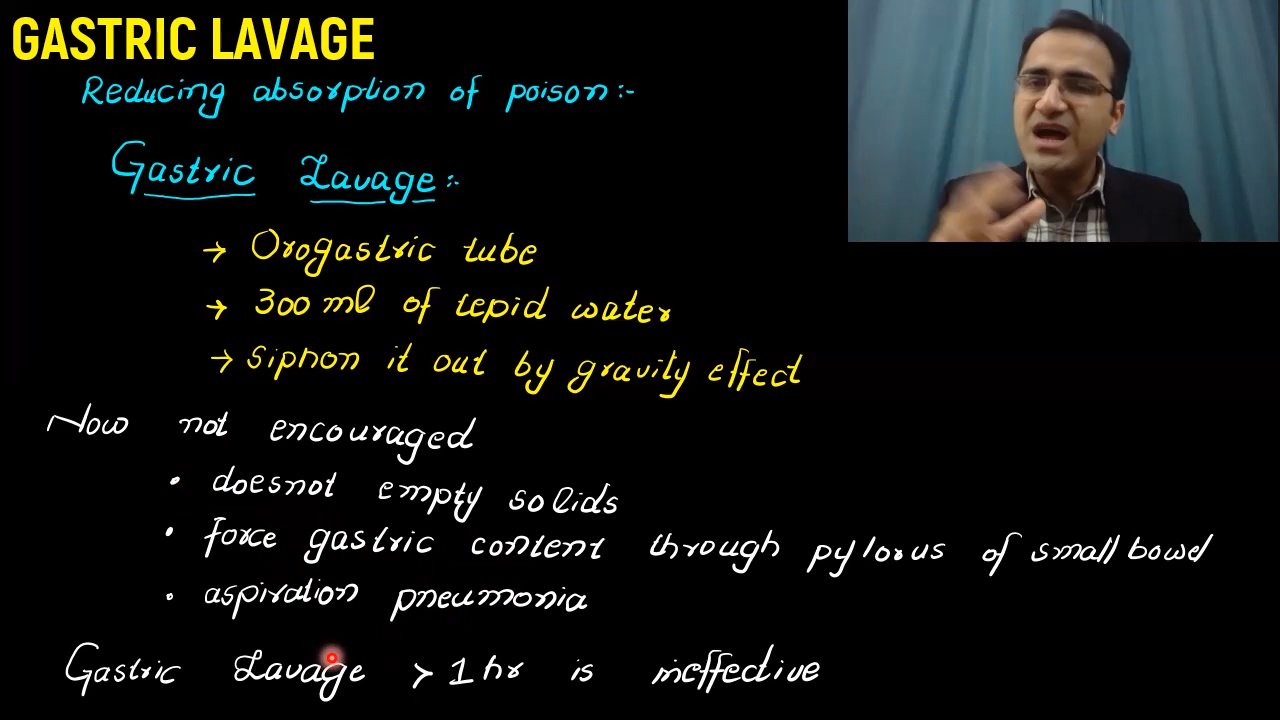 GASTRIC LAVAGE
Reducing absorption of poison:-
Gastric Lavage:-
→ Orogastric tube
→ 300 ml of tepid water
→ siphon it out by gravity effect
Now not encouraged
• doesnot empty solids
• force gastric content through pylorus of small bowel
• aspiration pneumonia
Gastric Lavage > 1 hr is ineffective